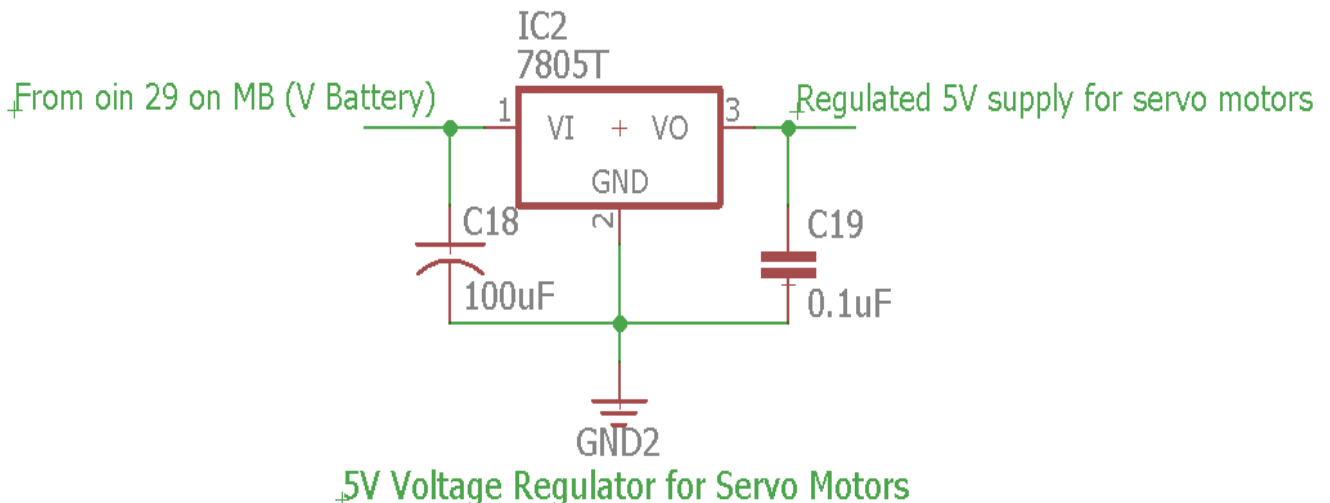 IC2
7805T
From oin 29 on MB (V Battery)
1
VI
VO
3
Regulated 5V supply for servo motors
GND
2
C18
100uF
C19
0.1uF
GND2
5V Voltage Regulator for Servo Motors